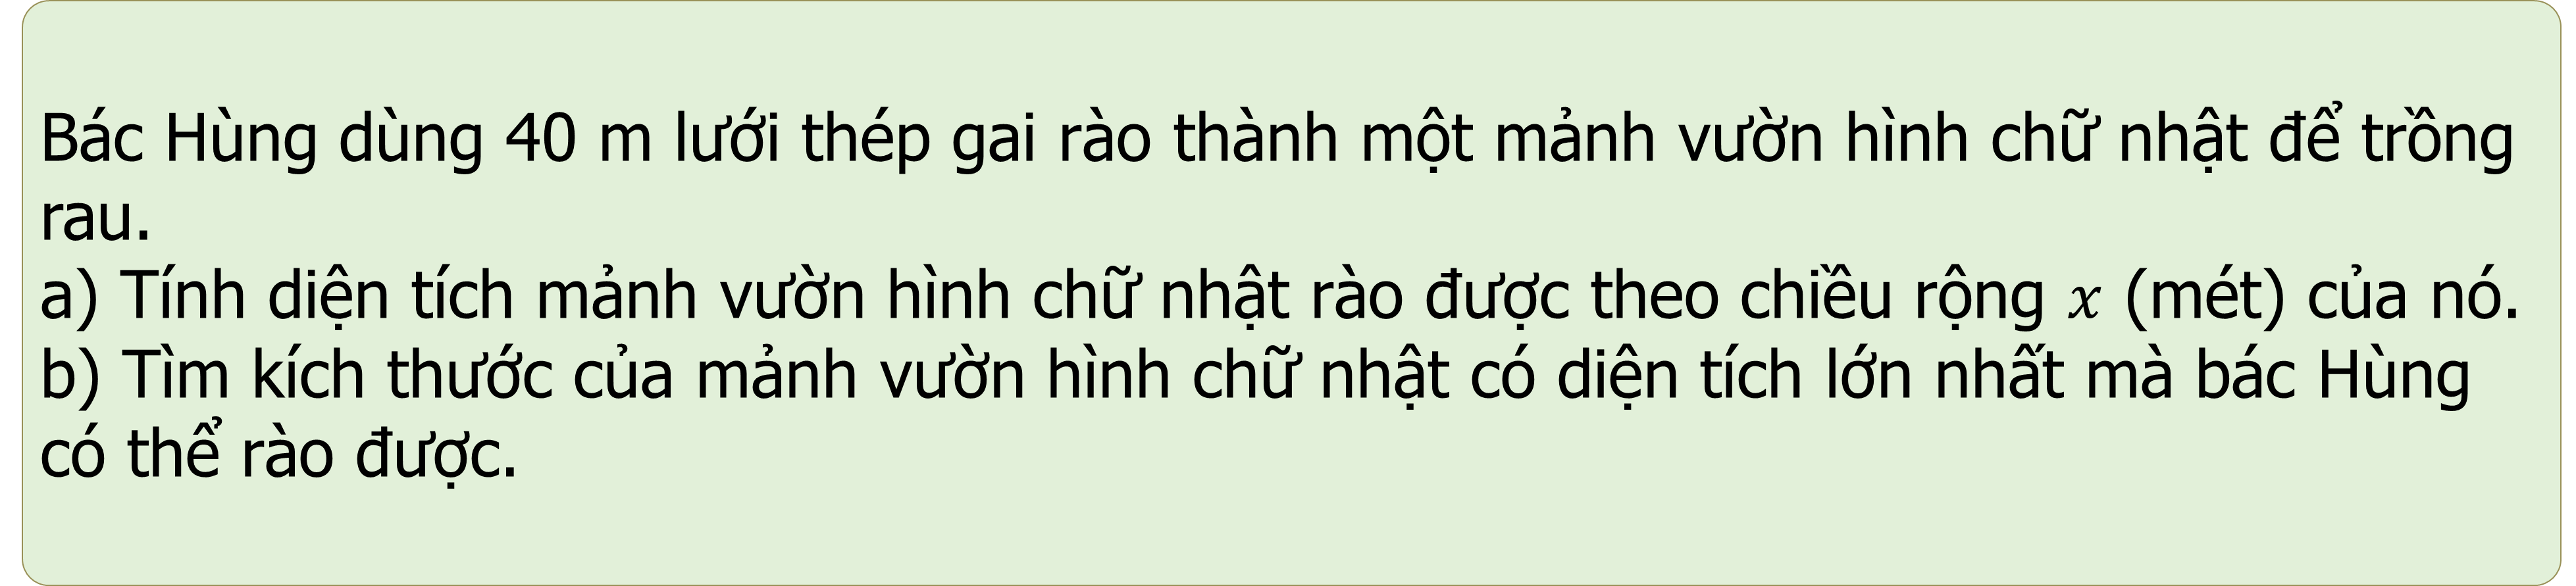 Bác Hùng dùng 40 m lưới thép gai rào thành một mảnh vườn hình chữ nhật để trồng
rau.
a) Tính diện tích mảnh vườn hình chữ nhật rào được theo chiều rộng x (mét) của nó.
b) Tìm kích thước của mảnh vườn hình chữ nhật có diện tích lớn nhất mà bác Hùng
có thể rào được.